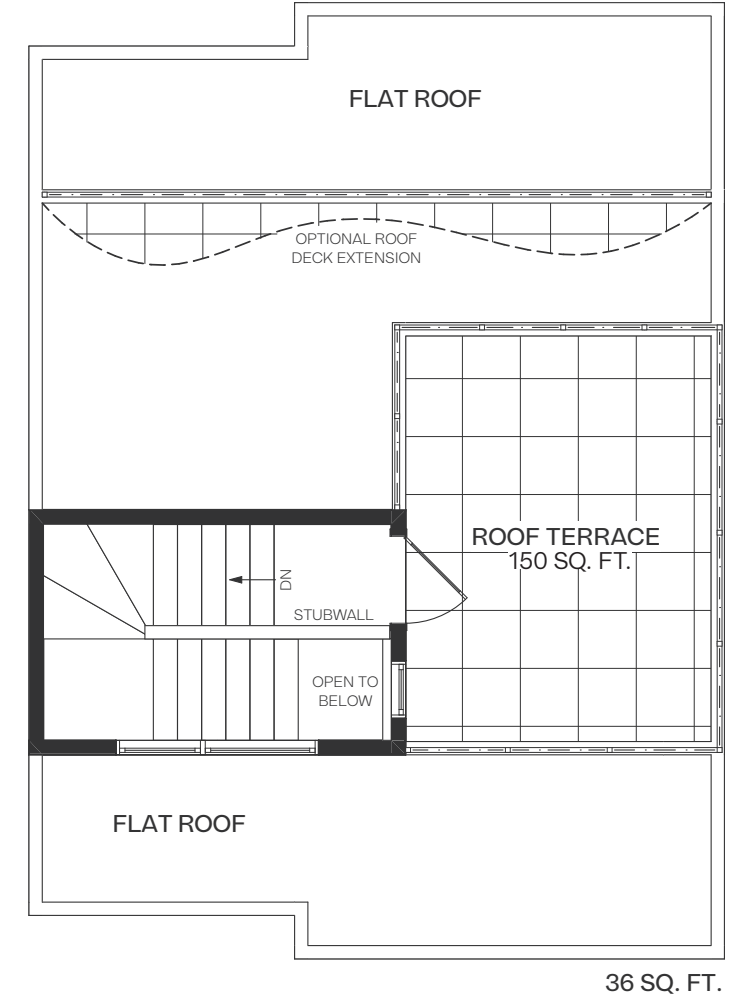 FLAT ROOF
OPTIONAL ROOF
DECK EXTENSION
ROOF TERRACE
150 SQ. FT.
DN
STUBWALL
OPEN TO
BELOW
FLAT ROOF
36 SQ. FT.